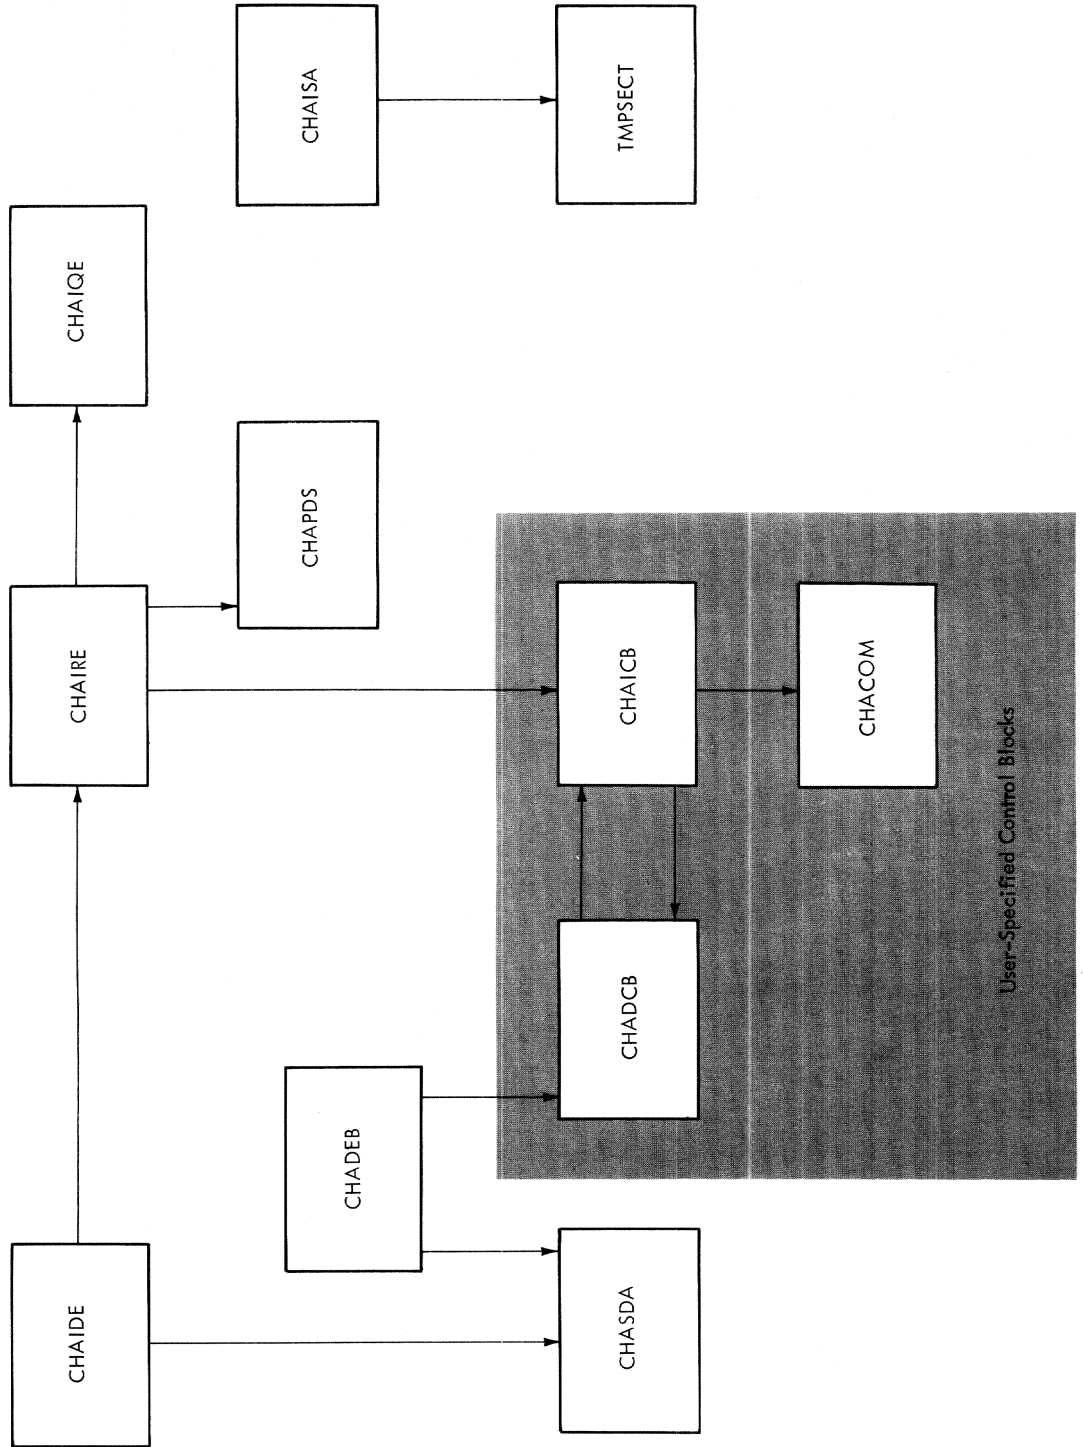 CHAIDE
CHAIRE
CHAIQE
CHADEB
CHAPDS
CHAISA
CHASDA
CHADCB
CHAICB
TMPSECT
CHACOM
User-Specified Control Blocks